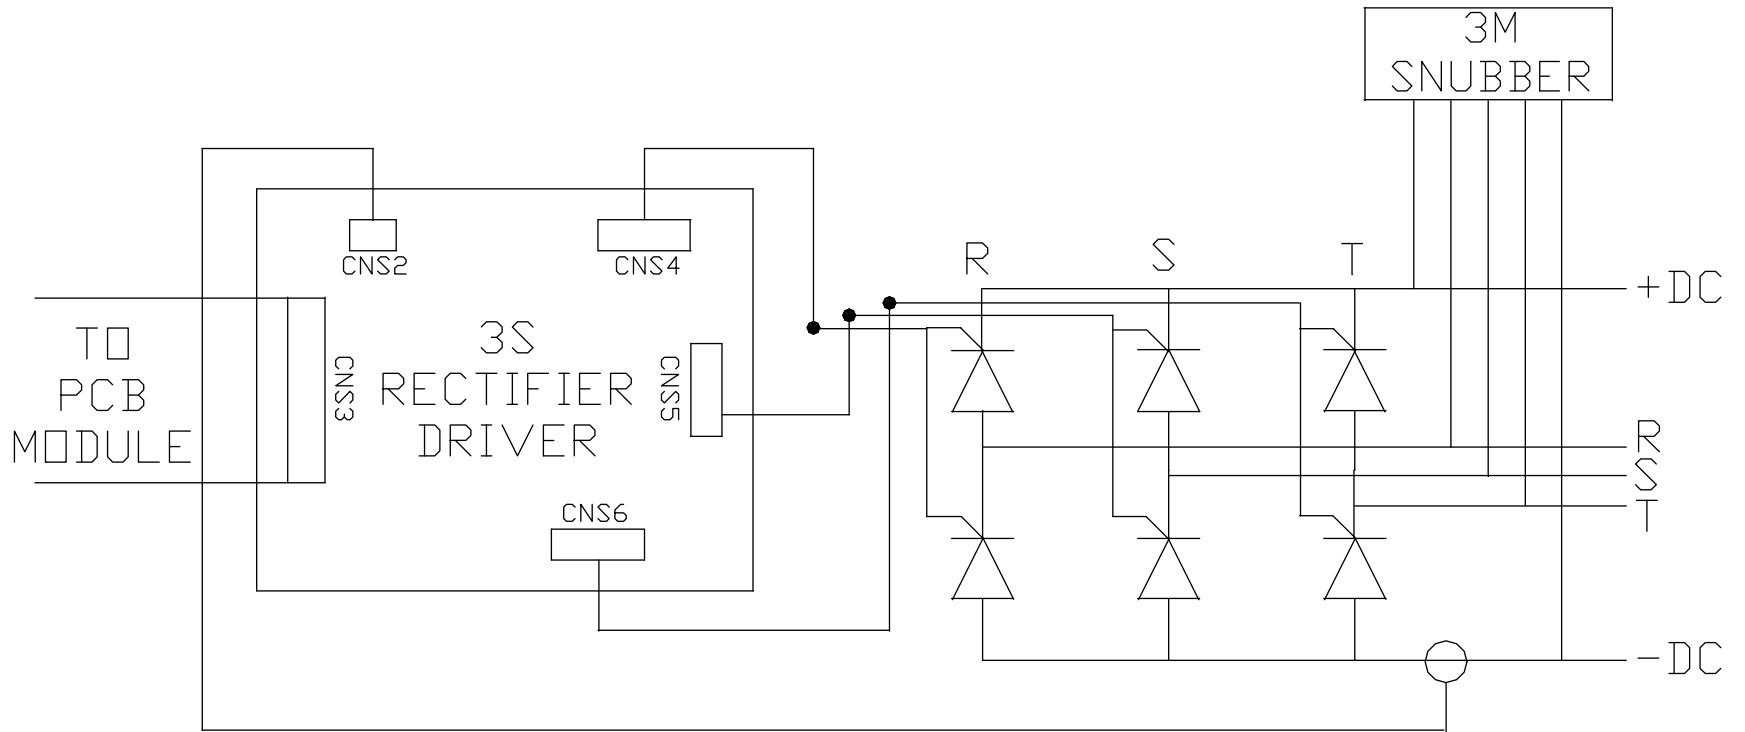 3M
SNUBBER
CNS2
CNS4
R
S
T
+DC
TO
PCB
MODULE
CNS3
3S
RECTIFIER
DRIVER
CNS5
R
S
T
CNS6
-DC